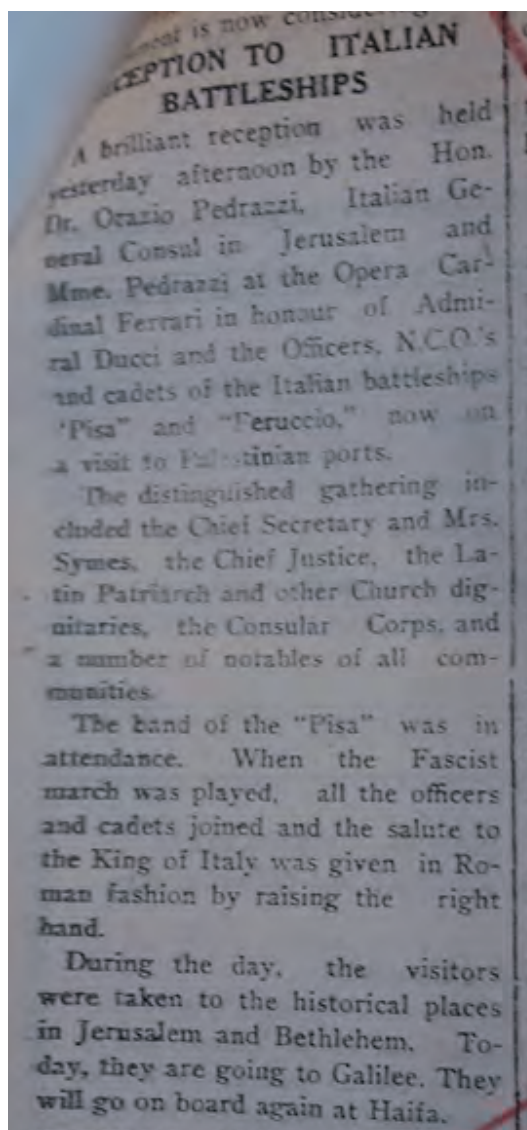 is now considering
CEPTION TO ITALIAN
BATTLESHIPS
A brilliant reception was held
yesterday afternoon by the Hon.
Dr. Orazio Pedrazzi, Italian Ge-
neral Consul in Jerusalem and
Mme. Pedrazzi at the Opera Car-
dinal Ferrari in honour of Admi-
ral Ducci and the Officers, N.C.O.'s
and cadets of the Italian battleships
"Pisa" and "Feruccio," now on
a visit to Palestinian ports.
The distinguished gathering in-
cluded the Chief Secretary and Mrs.
Symes, the Chief Justice, the La-
tin Patriarch and other Church dig-
nitaries, the Consular Corps, and
a number of notables of all com-
munities.
The band of the "Pisa" was in
attendance. When the Fascist
march was played, all the officers
and cadets joined and the salute to
the King of Italy was given in Ro-
man fashion by raising the right
hand.
During the day, the visitors
were taken to the historical places
in Jerusalem and Bethlehem. To-
day, they are going to Galilee. They
will go on board again at Haifa.